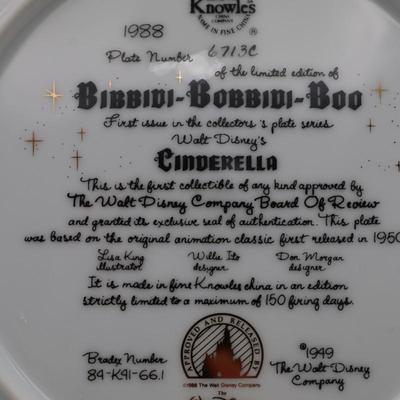 Knowles
CHINA
COMPANY
NAME IN FINE CHINA
®
1988
Plate Number 6713C
of the limited edition of
BIBBIDI-BOBBIDI-BOO
First issue in the collectors's plate series
Walt Disney's
CINDERELLA
This is the first collectible of any kind approved by
The Walt Disney Company Board Of Review
and granted its exclusive seal of authentication. This plate
was based on the original animation classic first released in 1950
Lisa King Willie Ito Don Morgan
illustrator designer designer
It is made in fine Knowles china in an edition
strictly limited to a maximum of 150 firing days.
APPROVED AND RELEASED BY
©1988 The Walt Disney Company
The
Bradex Number
84-K41-66.1
©1949
The Walt Disney
Company